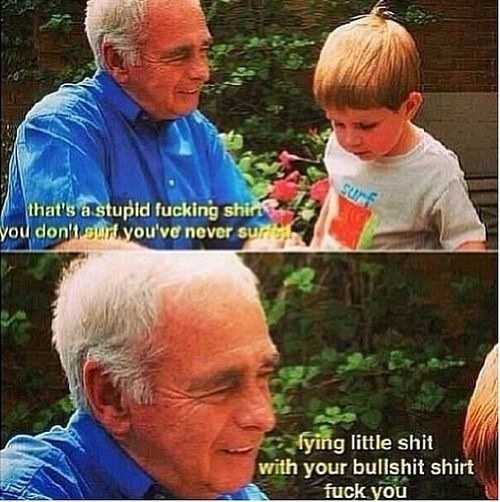 surf
that's a stupid fucking shirt
you don't surf you've never surfed
lying little shit
with your bullshit shirt
fuck you